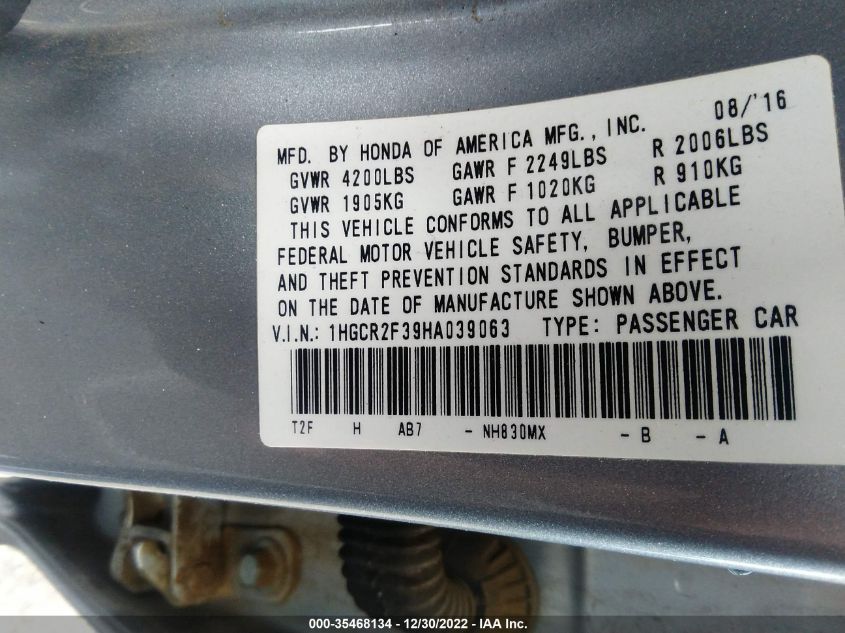 08/'16
MFD. BY HONDA OF AMERICA MFG., INC.
GVWR 4200LBS GAWR F 2249LBS R 2006LBS
GVWR 1905KG GAWR F 1020KG R 910KG
THIS VEHICLE CONFORMS TO ALL APPLICABLE
FEDERAL MOTOR VEHICLE SAFETY, BUMPER,
AND THEFT PREVENTION STANDARDS IN EFFECT
ON THE DATE OF MANUFACTURE SHOWN ABOVE.
V.I.N.: 1HGCR2F39HA039063 TYPE: PASSENGER CAR
T2F H AB7 - NH830MX - B - A
000-35468134 - 12/30/2022 - IAA Inc.